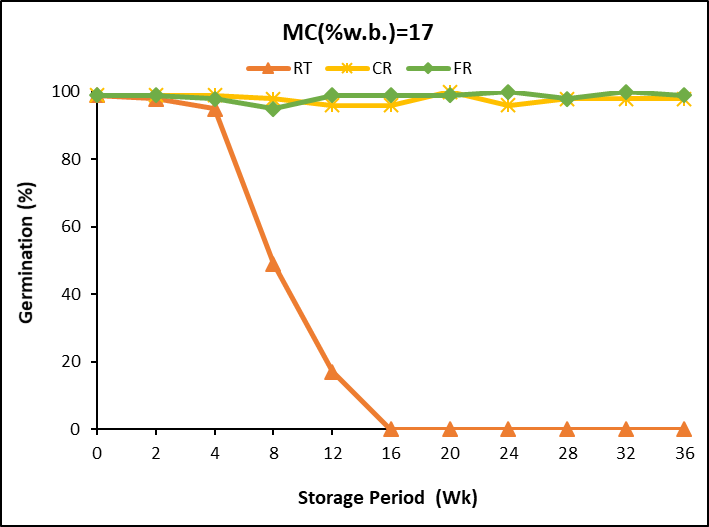 MC(%w.b.)=17
RT CR FR
100
80
60
40
20
0
Germination (%)
0 2 4 8 12 16 20 24 28 32 36
Storage Period (Wk)